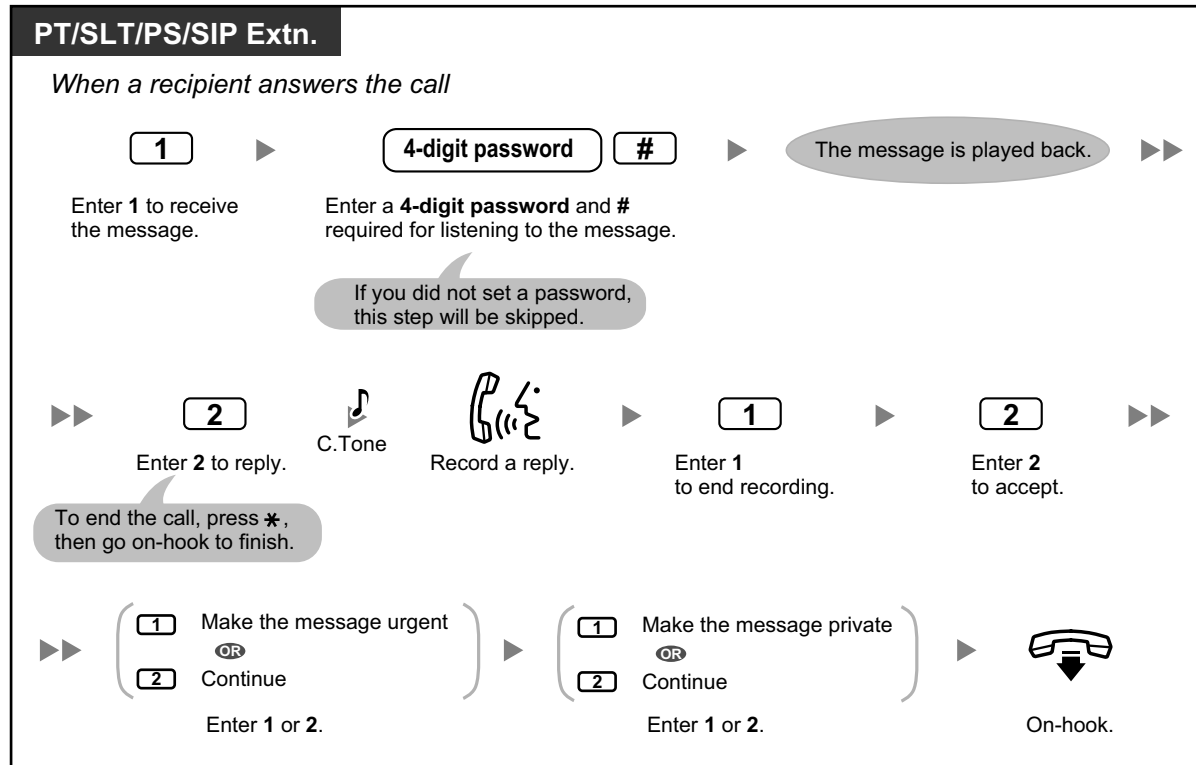 PT/SLT/PS/SIP Extn.
When a recipient answers the call
1
4-digit password #
The message is played back.
Enter 1 to receive
the message.
Enter a 4-digit password and #
required for listening to the message.
If you did not set a password,
this step will be skipped.
2
C.Tone
1
2
Enter 2 to reply.
Record a reply.
Enter 1
to end recording.
Enter 2
to accept.
To end the call, press *,
then go on-hook to finish.
1 Make the message urgent
OR
2 Continue
Enter 1 or 2.
1 Make the message private
OR
2 Continue
Enter 1 or 2.
On-hook.